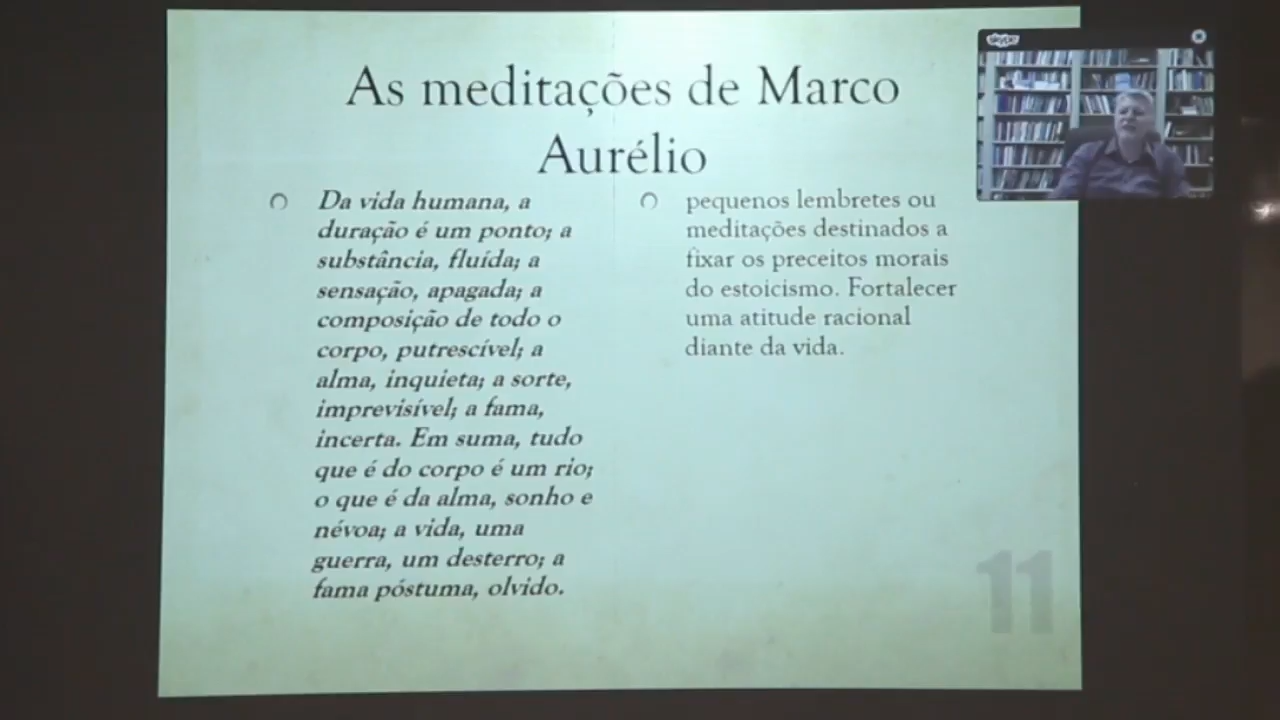 As meditações de Marco
Aurélio
Da vida humana, a
duração é um ponto; a
substância, fluída; a
sensação, apagada; a
composição de todo o
corpo, putrescível; a
alma, inquieta; a sorte,
imprevisível; a fama,
incerta. Em suma, tudo
que é do corpo é um rio;
o que é da alma, sonho e
névoa; a vida, uma
guerra, um desterro; a
fama póstuma, olvido.
pequenos lembretes ou
meditações destinados a
fixar os preceitos morais
do estoicismo. Fortalecer
uma atitude racional
diante da vida.
11
skype